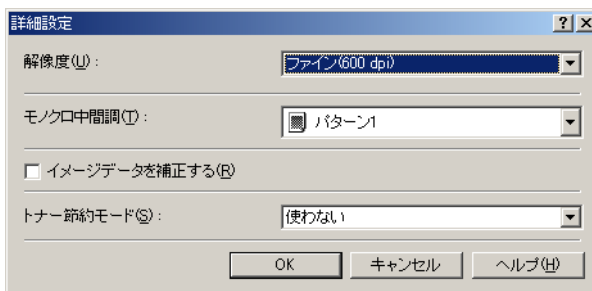 詳細設定
解像度(U) : ファイン(600 dpi)
モノクロ中間調(T) : パターン1
イメージデータを補正する(R)
トナー節約モード(S) : 使わない
OK キャンセル ヘルプ(H)